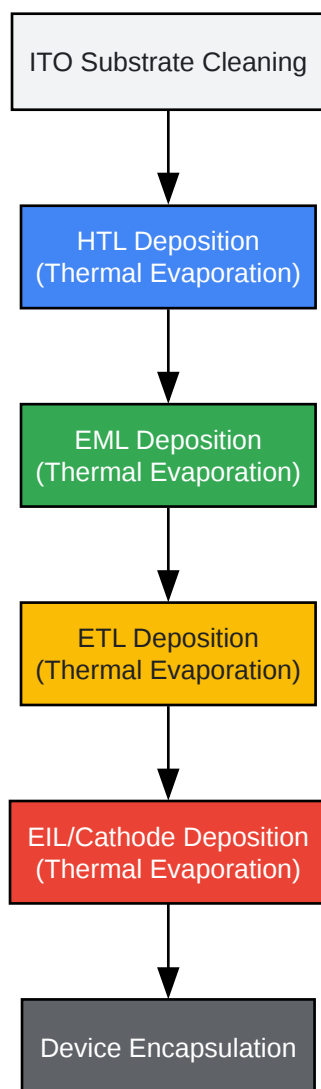 ITO Substrate Cleaning
HTL Deposition
(Thermal Evaporation)
EML Deposition
(Thermal Evaporation)
ETL Deposition
(Thermal Evaporation)
EIL/Cathode Deposition
(Thermal Evaporation)
Device Encapsulation